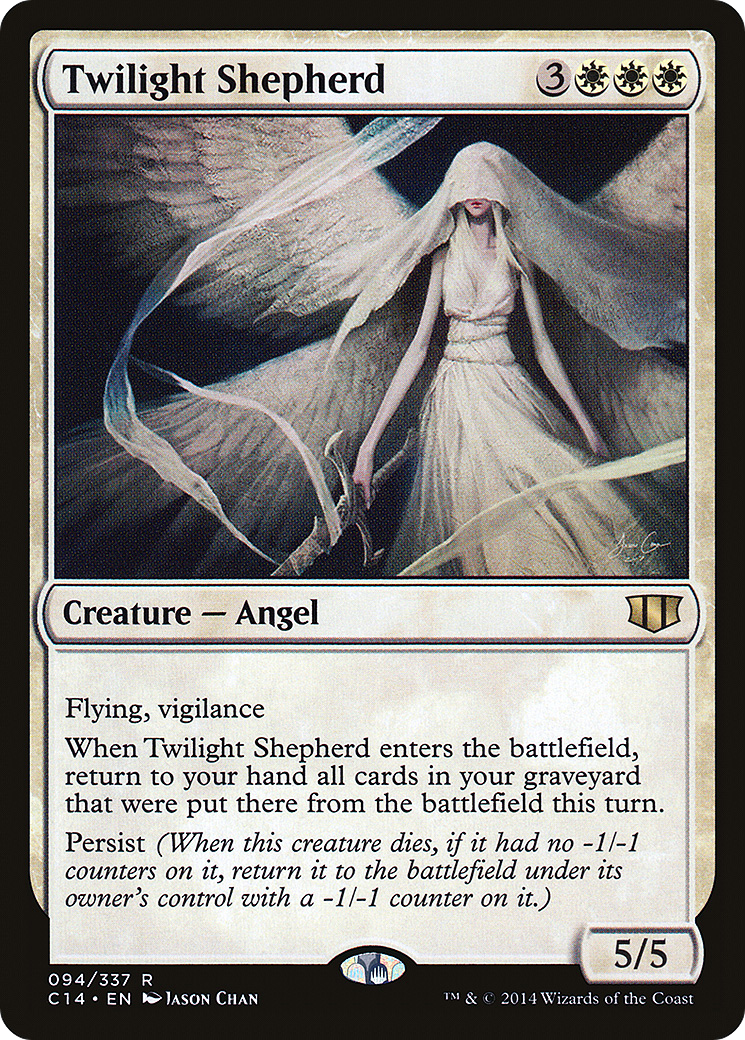 Twilight Shepherd 3
Creature — Angel
Flying, vigilance
When Twilight Shepherd enters the battlefield,
return to your hand all cards in your graveyard
that were put there from the battlefield this turn.
Persist (When this creature dies, if it had no -1/-1
counters on it, return it to the battlefield under its
owner's control with a -1/-1 counter on it.)
5/5
094/337 R
C14 • EN Jason Chan
™ & © 2014 Wizards of the Coast